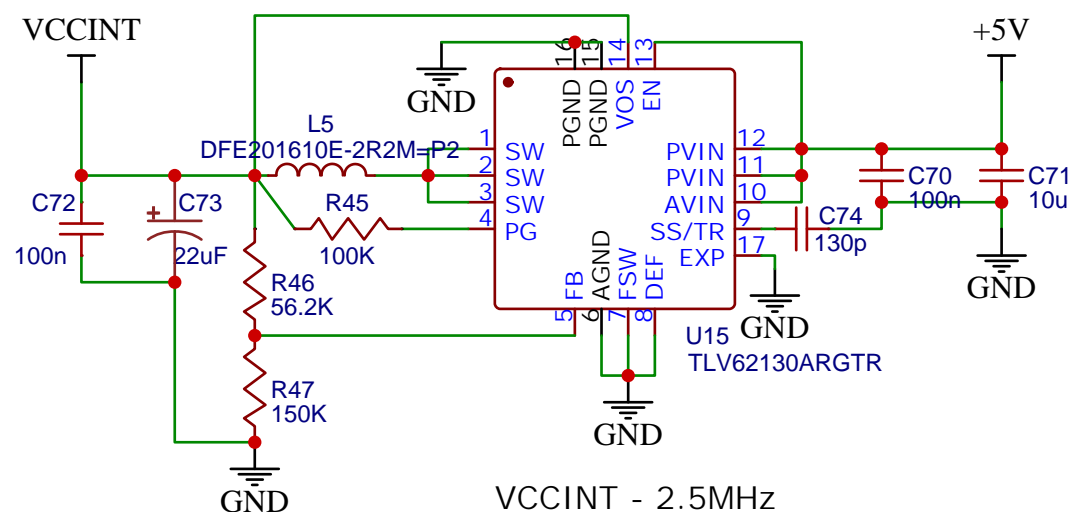 VCCINT
+5V
GND
16
15
14
13
PGND
PGND
VOS
EN
L5
DFE201610E-2R2M=P2
1
SW
2
SW
3
SW
4
PG
PVIN
12
PVIN
11
AVIN
10
SS/TR
9
EXP
17
C70
100n
C71
10u
C72
100n
C73
22uF
R45
100K
C74
130p
GND
GND
R46
56.2K
FB
AGND
FSW
DEF
5
6
7
8
U15
TLV62130ARGTR
R47
150K
GND
GND
VCCINT - 2.5MHz